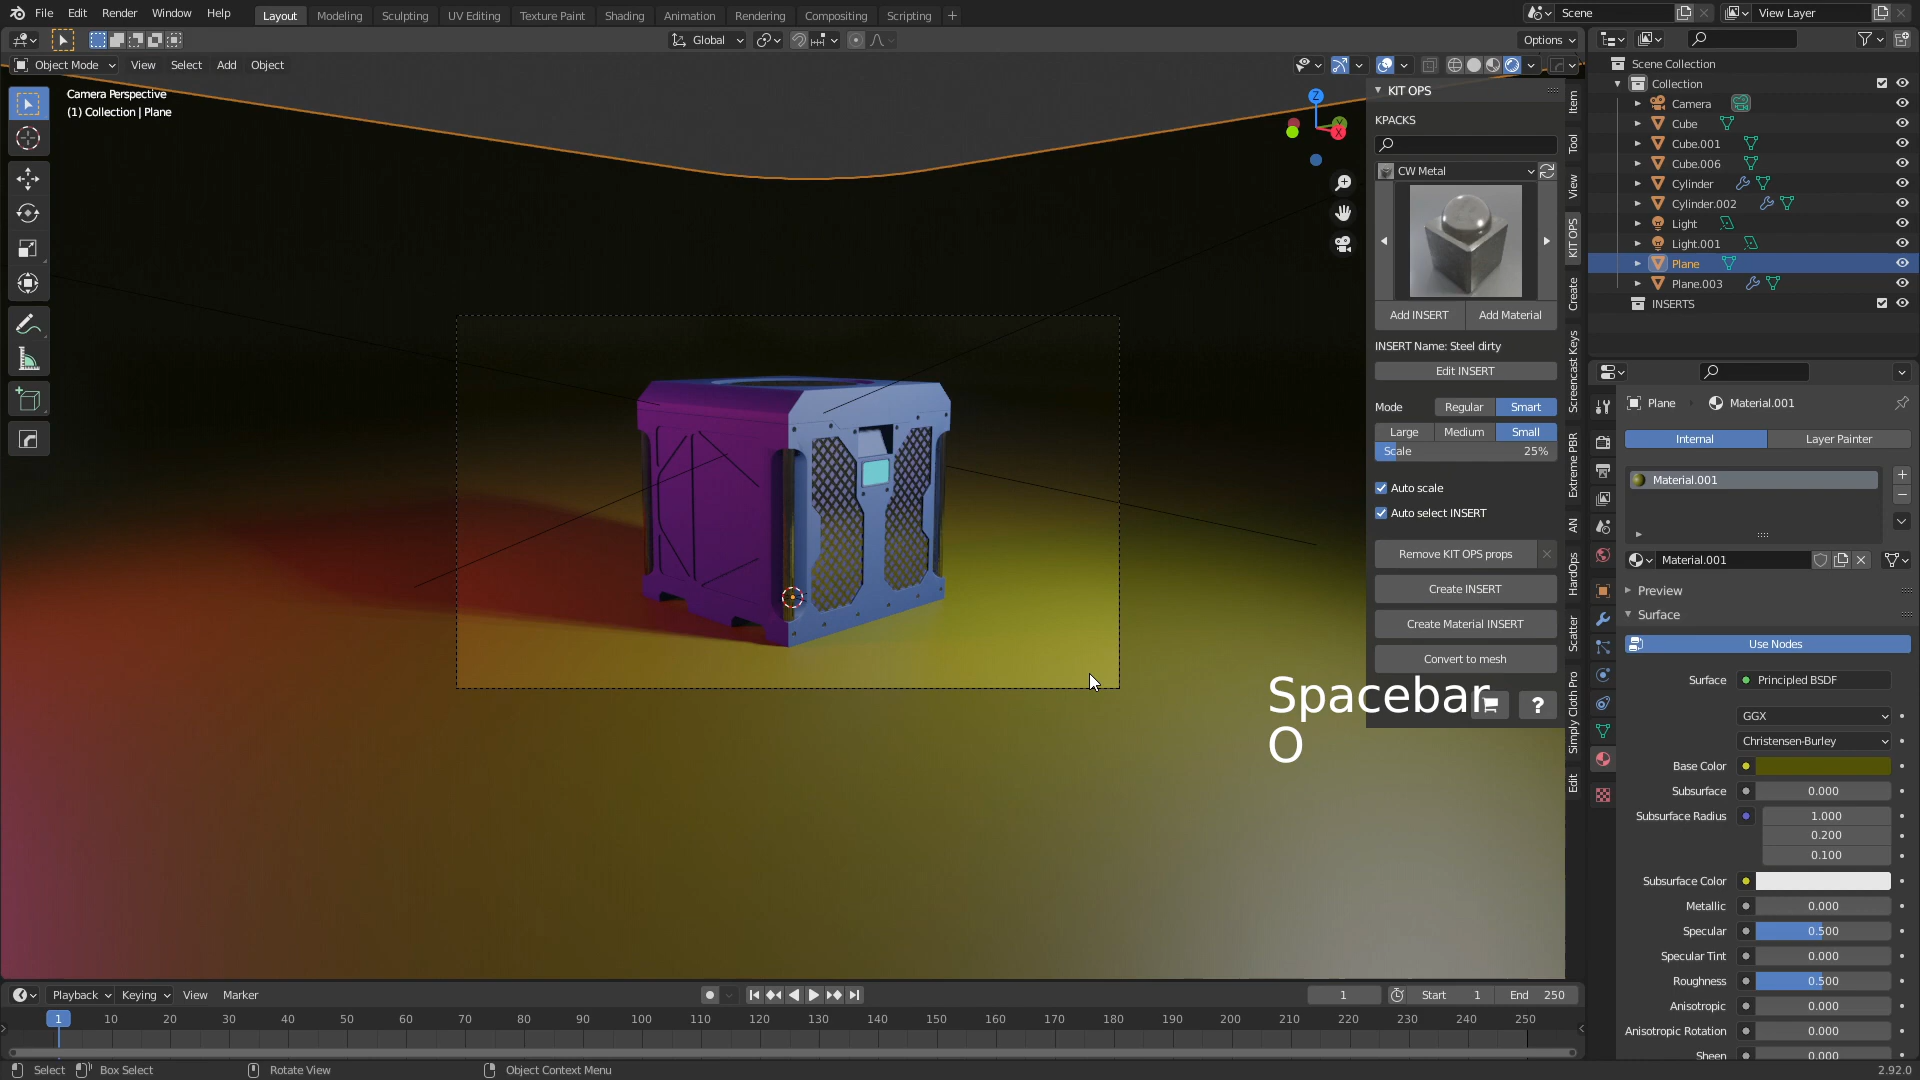 File Edit Render Window Help Layout Modeling Sculpting UV Editing Texture Paint Shading Animation Rendering Compositing Scripting + Scene View Layer
Global Options
Object Mode View Select Add Object
Camera Perspective
(1) Collection | Plane
Z
Y
X
KIT OPS
KPACKS
CW Metal
Add INSERT Add Material
INSERT Name: Steel dirty
Edit INSERT
Mode Regular Smart
Large Medium Small
Scale 25%
Auto scale
Auto select INSERT
Remove KIT OPS props
Create INSERT
Create Material INSERT
Convert to mesh
?
Spacebar
O
Item
Tool
View
KIT OPS
Create
Screencast Keys
Extreme PBR
AN
HardOps
Scatter
Simply Cloth Pro
Edit
Scene Collection
Collection
Camera
Cube
Cube.001
Cube.006
Cylinder
Cylinder.002
Light
Light.001
Plane
Plane.003
INSERTS
Plane Material.001
Internal Layer Painter
Material.001
Material.001
Preview
Surface
Use Nodes
Surface Principled BSDF
GGX
Christensen-Burley
Base Color
Subsurface 0.000
Subsurface Radius 1.000
0.200
0.100
Subsurface Color
Metallic 0.000
Specular 0.500
Specular Tint 0.000
Roughness 0.500
Anisotropic 0.000
Anisotropic Rotation 0.000
Sheen 0.000
Playback Keying View Marker 1 Start 1 End 250
1 10 20 30 40 50 60 70 80 90 100 110 120 130 140 150 160 170 180 190 200 210 220 230 240 250
Select Box Select Rotate View Object Context Menu 2.92.0